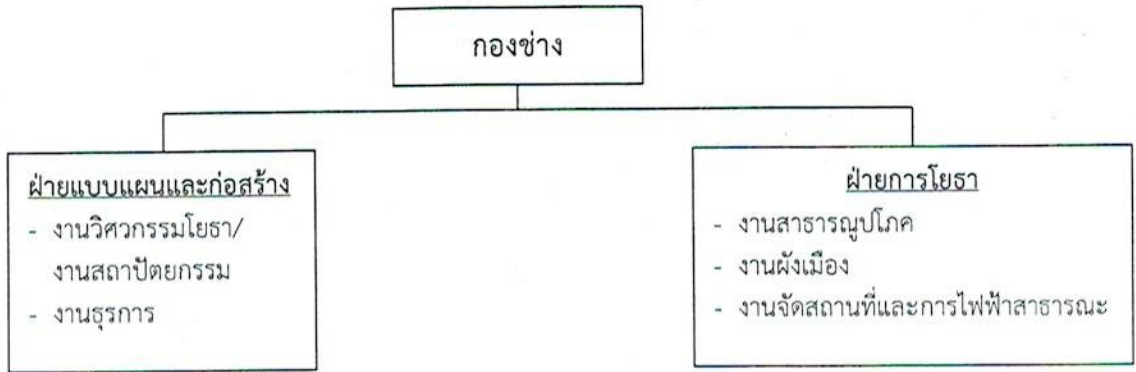 กองช่าง
ฝ่ายแบบแผนและก่อสร้าง
- งานวิศวกรรมโยธา/
งานสถาปัตยกรรม
- งานธุรการ
ฝ่ายการโยธา
- งานสาธารณูปโภค
- งานผังเมือง
- งานจัดสถานที่และการไฟฟ้าสาธารณะ